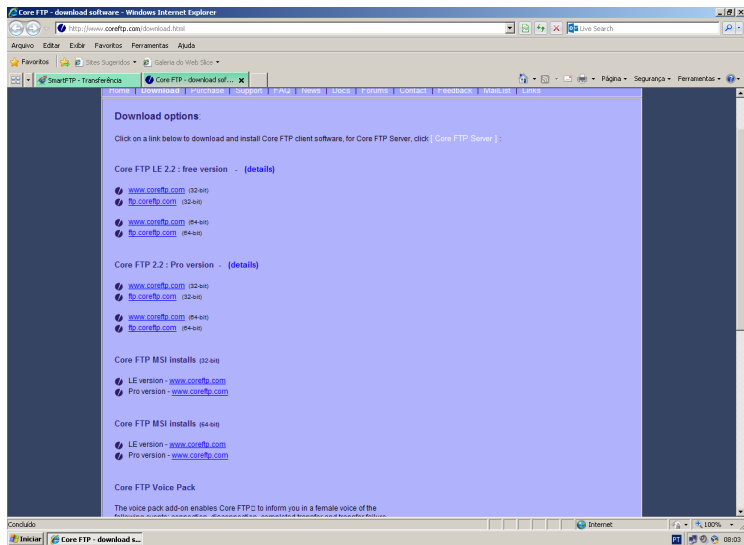 Core FTP - download software - Windows Internet Explorer
http://www.coreftp.com/download.html
Live Search
Arquivo Editar Exibir Favoritos Ferramentas Ajuda
Favoritos Sites Sugeridos Galeria do Web Slice
SmartFTP - Transferência Core FTP - download sof... Página Segurança Ferramentas
Home | Download | Purchase | Support | FAQ | News | Docs | Forums | Contact | Feedback | MailList | Links
Download options:
Click on a link below to download and install Core FTP client software, for Core FTP Server, click [ Core FTP Server ] :
Core FTP LE 2.2 : free version - (details)
www.coreftp.com (32-bit)
ftp.coreftp.com (32-bit)
www.coreftp.com (64-bit)
ftp.coreftp.com (64-bit)
Core FTP 2.2 : Pro version - (details)
www.coreftp.com (32-bit)
ftp.coreftp.com (32-bit)
www.coreftp.com (64-bit)
ftp.coreftp.com (64-bit)
Core FTP MSI installs (32-bit)
LE version - www.coreftp.com
Pro version - www.coreftp.com
Core FTP MSI installs (64-bit)
LE version - www.coreftp.com
Pro version - www.coreftp.com
Core FTP Voice Pack
The voice pack add-on enables Core FTP□ to inform you in a female voice of the
following events: connection, disconnection, completed transfer and transfer failure
Concluído Internet 100%
Iniciar Core FTP - download s... PT 08:03